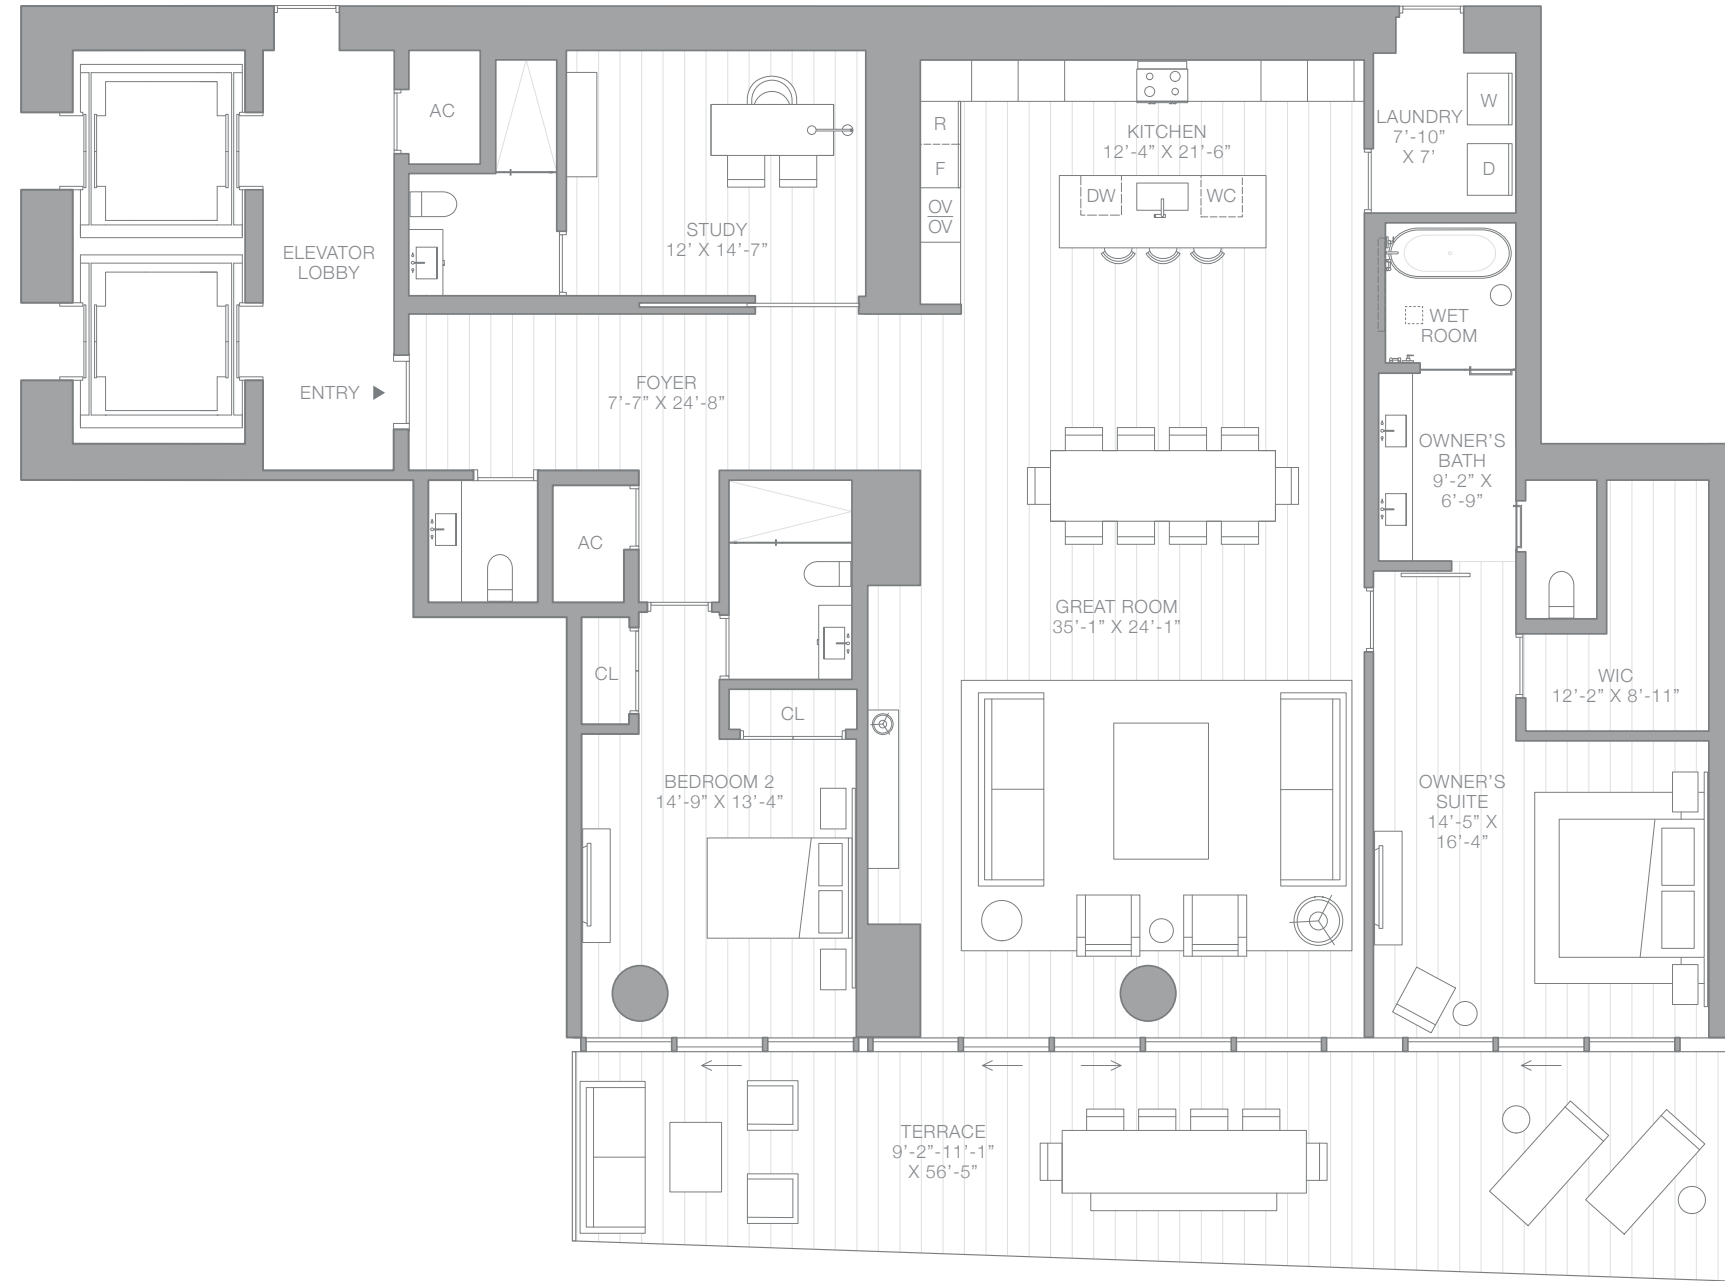 AC
W
LAUNDRY
7'-10"
X 7'
D
R
F
OV
OV
KITCHEN
12'-4" X 21'-6"
DW
WC
STUDY
12' X 14'-7"
ELEVATOR
LOBBY
WET
ROOM
ENTRY
FOYER
7'-7" X 24'-8"
OWNER'S
BATH
9'-2" X
6'-9"
AC
GREAT ROOM
35'-1" X 24'-1"
CL
WIC
12'-2" X 8'-11"
CL
BEDROOM 2
14'-9" X 13'-4"
OWNER'S
SUITE
14'-5" X
16'-4"
TERRACE
9'-2"-11'-1"
X 56'-5"